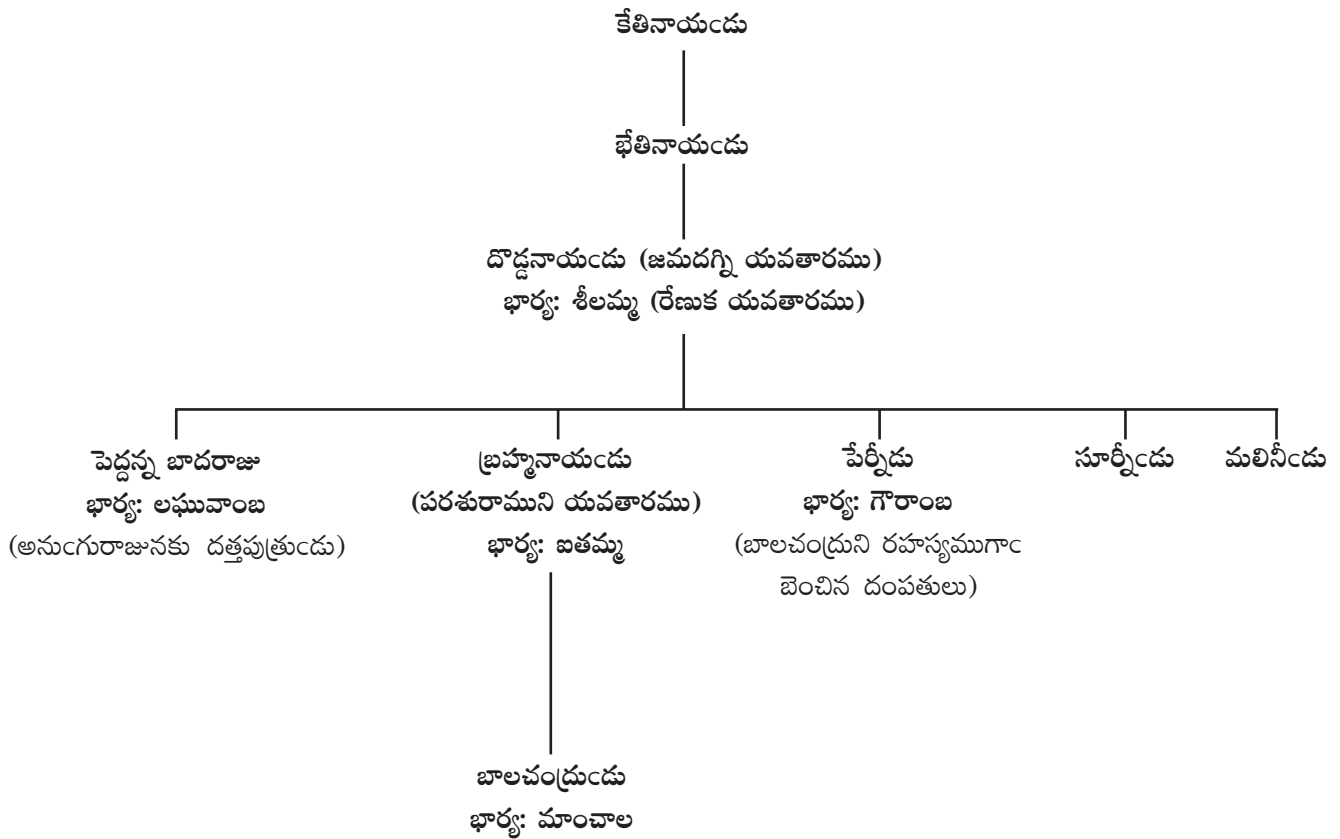 కేతినాయఁడు
భేతినాయఁడు
దొడ్డనాయఁడు (జమదగ్ని యవతారము)
భార్య: శీలమ్మ (రేణుక యవతారము)
పెద్దన్న బాదరాజు
భార్య: లఘువాంబ
(అనుఁగురాజునకు దత్తపుత్రుఁడు)
బ్రహ్మనాయఁడు
(పరశురాముని యవతారము)
భార్య: ఐతమ్మ
పేర్నీడు
భార్య: గౌరాంబ
(బాలచంద్రుని రహస్యముగాఁ
బెంచిన దంపతులు)
సూర్నీఁడు
మలినీఁడు
బాలచంద్రుఁడు
భార్య: మాంచాల